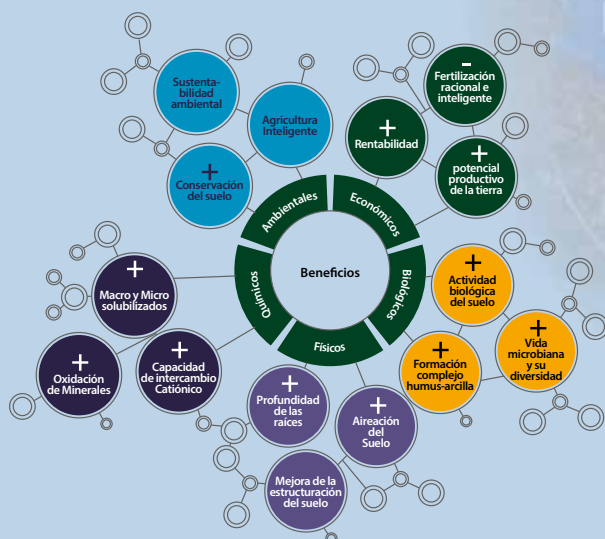 Sustenta-
bilidad
ambiental
Agricultura
Inteligente
+
Conservación
del suelo
-
Fertilización
racional e
inteligente
+
Rentabilidad
+
potencial
productivo
de la tierra
Ambientales
Económicos
Químicos
Beneficios
Biológicos
Físicos
+
Macro y Micro
solubilizados
+
Oxidación
de Minerales
+
Capacidad
de intercambio
Catiónico
+
Actividad
biológica
del suelo
+
Vida
microbiana
y su
diversidad
+
Formación
complejo
humus-arcilla
+
Profundidad
de las
raíces
+
Aireación
del
Suelo
Mejora de la
estructuración
del suelo